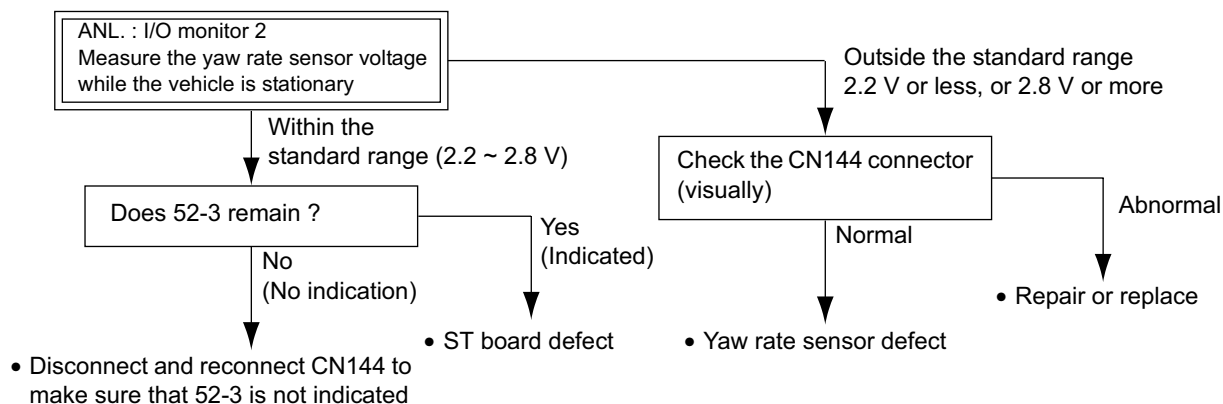 ANL. : I/O monitor 2
Measure the yaw rate sensor voltage
while the vehicle is stationary
Outside the standard range
2.2 V or less, or 2.8 V or more
Within the
standard range (2.2 ~ 2.8 V)
Check the CN144 connector
(visually)
Does 52-3 remain ?
Abnormal
Yes
(Indicated)
Normal
No
(No indication)
• Repair or replace
• ST board defect
• Yaw rate sensor defect
• Disconnect and reconnect CN144 to
make sure that 52-3 is not indicated